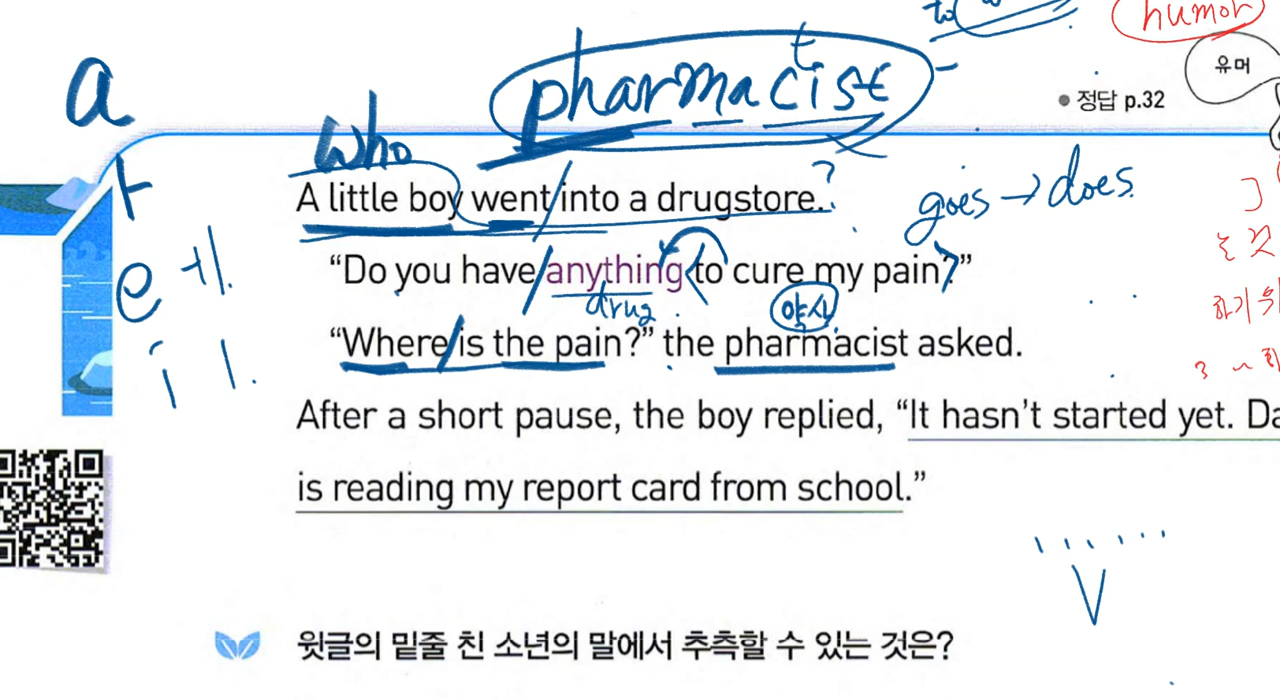 to
humor
유머
pharmacist
t
a
• 정답 p.32
Who
A little boy went/into a drugstore.?
goes → does.
t
"Do you have/anything to cure my pain?"
e
drug
약사
는 것
"Where/is the pain?" the pharmacist asked.
i
After a short pause, the boy replied, "It hasn't started yet. Da
is reading my report card from school."
V
윗글의 밑줄 친 소년의 말에서 추측할 수 있는 것은?